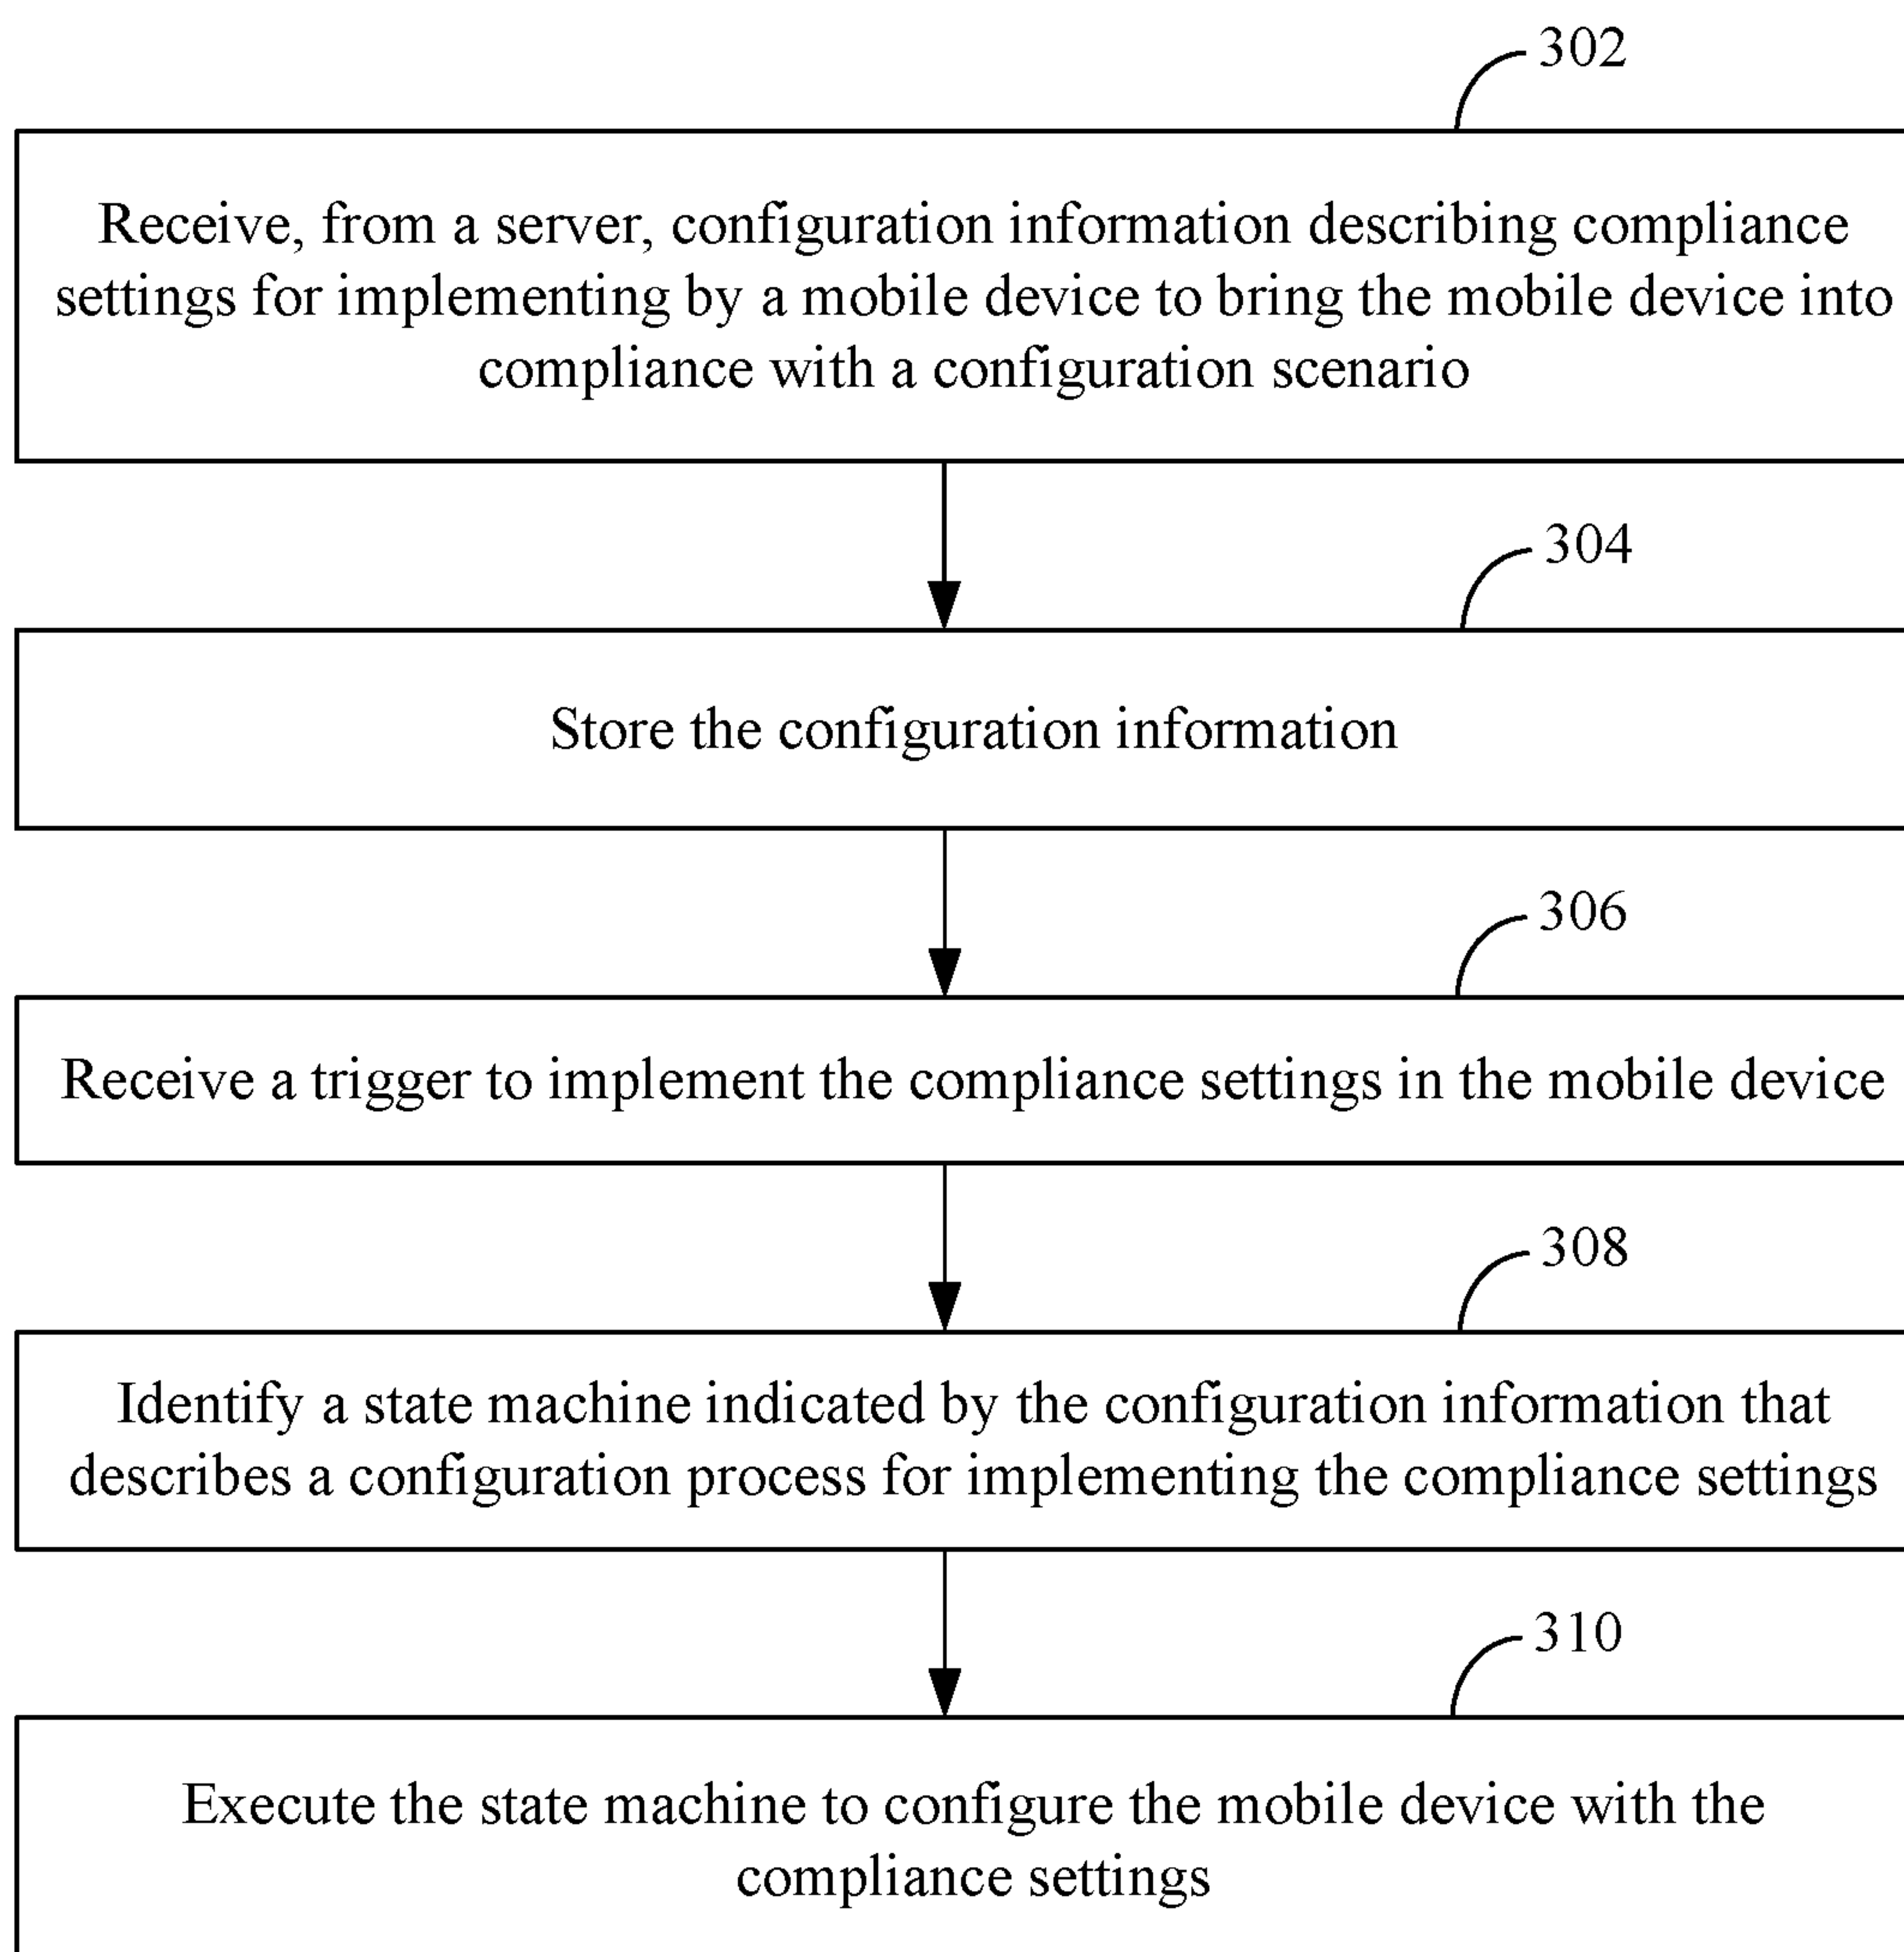 302
Receive, from a server, configuration information describing compliance
settings for implementing by a mobile device to bring the mobile device into
compliance with a configuration scenario
304
Store the configuration information
306
Receive a trigger to implement the compliance settings in the mobile device
308
Identify a state machine indicated by the configuration information that
describes a configuration process for implementing the compliance settings
310
Execute the state machine to configure the mobile device with the
compliance settings